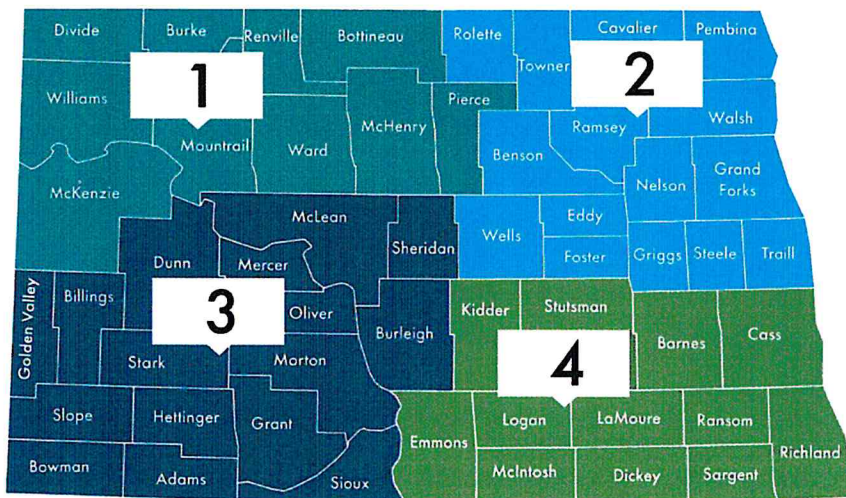 Divide
Burke
Renville
Bottineau
Rolette
Cavalier
Pembina
Towner
Williams
1
2
Pierce
Mountrail
Ward
McHenry
Ramsey
Walsh
Benson
McKenzie
Nelson
Grand
Forks
McLean
Sheridan
Wells
Eddy
Foster
Griggs
Steele
Traill
Dunn
Mercer
Golden Valley
Billings
3
Oliver
Burleigh
Kidder
Stutsman
Barnes
Cass
Stark
Morton
4
Slope
Hettinger
Grant
Emmons
Logan
LaMoure
Ransom
Richland
Bowman
Adams
Sioux
McIntosh
Dickey
Sargent